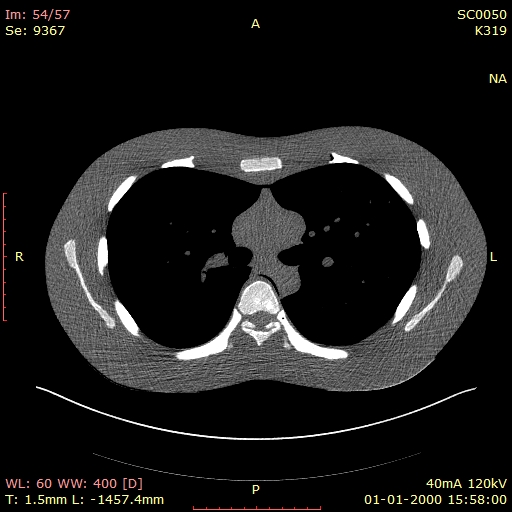 Im: 54/57
Se: 9367
A
SC0050
K319
NA
R
L
WL: 60 WW: 400 [D]
T: 1.5mm L: -1457.4mm
P
40mA 120kV
01-01-2000 15:58:00